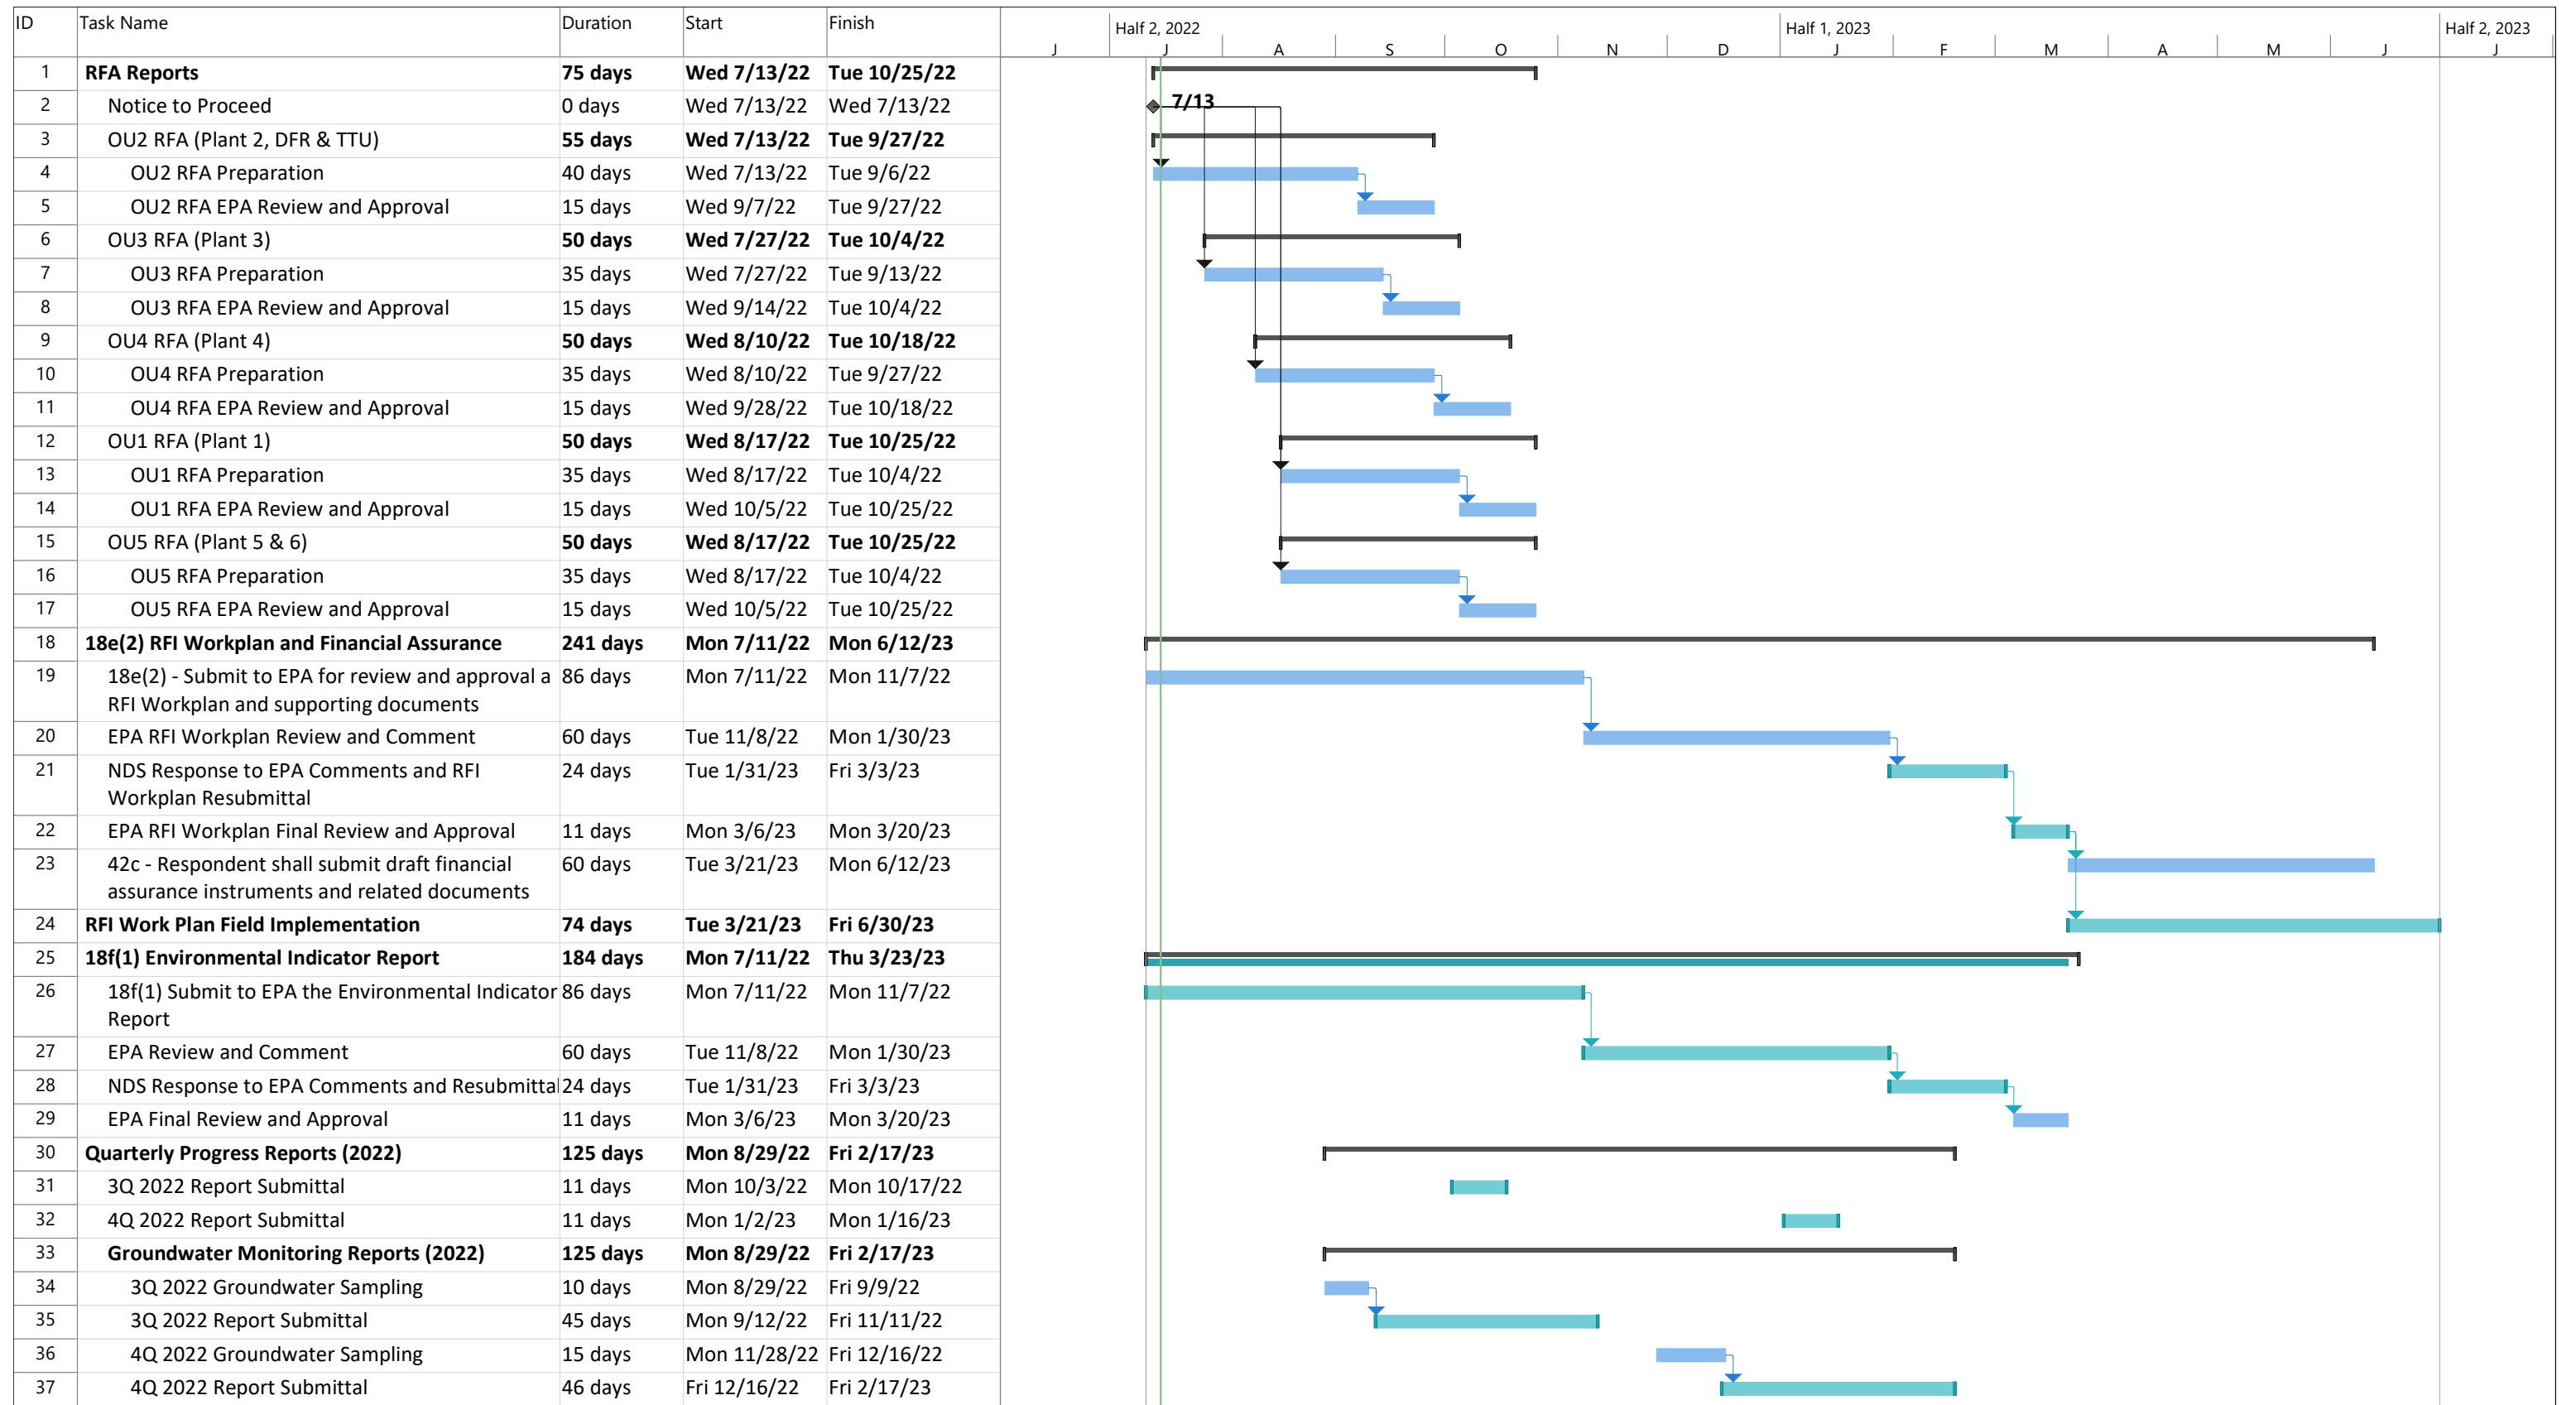 ID Task Name Duration Start Finish Half 2, 2022 Half 1, 2023 Half 2, 2023
J J A S O N D J F M A M J J
1 RFA Reports 75 days Wed 7/13/22 Tue 10/25/22
2 Notice to Proceed 0 days Wed 7/13/22 Wed 7/13/22 7/13
3 OU2 RFA (Plant 2, DFR & TTU) 55 days Wed 7/13/22 Tue 9/27/22
4 OU2 RFA Preparation 40 days Wed 7/13/22 Tue 9/6/22
5 OU2 RFA EPA Review and Approval 15 days Wed 9/7/22 Tue 9/27/22
6 OU3 RFA (Plant 3) 50 days Wed 7/27/22 Tue 10/4/22
7 OU3 RFA Preparation 35 days Wed 7/27/22 Tue 9/13/22
8 OU3 RFA EPA Review and Approval 15 days Wed 9/14/22 Tue 10/4/22
9 OU4 RFA (Plant 4) 50 days Wed 8/10/22 Tue 10/18/22
10 OU4 RFA Preparation 35 days Wed 8/10/22 Tue 9/27/22
11 OU4 RFA EPA Review and Approval 15 days Wed 9/28/22 Tue 10/18/22
12 OU1 RFA (Plant 1) 50 days Wed 8/17/22 Tue 10/25/22
13 OU1 RFA Preparation 35 days Wed 8/17/22 Tue 10/4/22
14 OU1 RFA EPA Review and Approval 15 days Wed 10/5/22 Tue 10/25/22
15 OU5 RFA (Plant 5 & 6) 50 days Wed 8/17/22 Tue 10/25/22
16 OU5 RFA Preparation 35 days Wed 8/17/22 Tue 10/4/22
17 OU5 RFA EPA Review and Approval 15 days Wed 10/5/22 Tue 10/25/22
18 18e(2) RFI Workplan and Financial Assurance 241 days Mon 7/11/22 Mon 6/12/23
19 18e(2) - Submit to EPA for review and approval a 86 days Mon 7/11/22 Mon 11/7/22
RFI Workplan and supporting documents
20 EPA RFI Workplan Review and Comment 60 days Tue 11/8/22 Mon 1/30/23
21 NDS Response to EPA Comments and RFI 24 days Tue 1/31/23 Fri 3/3/23
Workplan Resubmittal
22 EPA RFI Workplan Final Review and Approval 11 days Mon 3/6/23 Mon 3/20/23
23 42c - Respondent shall submit draft financial 60 days Tue 3/21/23 Mon 6/12/23
assurance instruments and related documents
24 RFI Work Plan Field Implementation 74 days Tue 3/21/23 Fri 6/30/23
25 18f(1) Environmental Indicator Report 184 days Mon 7/11/22 Thu 3/23/23
26 18f(1) Submit to EPA the Environmental Indicator 86 days Mon 7/11/22 Mon 11/7/22
Report
27 EPA Review and Comment 60 days Tue 11/8/22 Mon 1/30/23
28 NDS Response to EPA Comments and Resubmittal 24 days Tue 1/31/23 Fri 3/3/23
29 EPA Final Review and Approval 11 days Mon 3/6/23 Mon 3/20/23
30 Quarterly Progress Reports (2022) 125 days Mon 8/29/22 Fri 2/17/23
31 3Q 2022 Report Submittal 11 days Mon 10/3/22 Mon 10/17/22
32 4Q 2022 Report Submittal 11 days Mon 1/2/23 Mon 1/16/23
33 Groundwater Monitoring Reports (2022) 125 days Mon 8/29/22 Fri 2/17/23
34 3Q 2022 Groundwater Sampling 10 days Mon 8/29/22 Fri 9/9/22
35 3Q 2022 Report Submittal 45 days Mon 9/12/22 Fri 11/11/22
36 4Q 2022 Groundwater Sampling 15 days Mon 11/28/22 Fri 12/16/22
37 4Q 2022 Report Submittal 46 days Fri 12/16/22 Fri 2/17/23